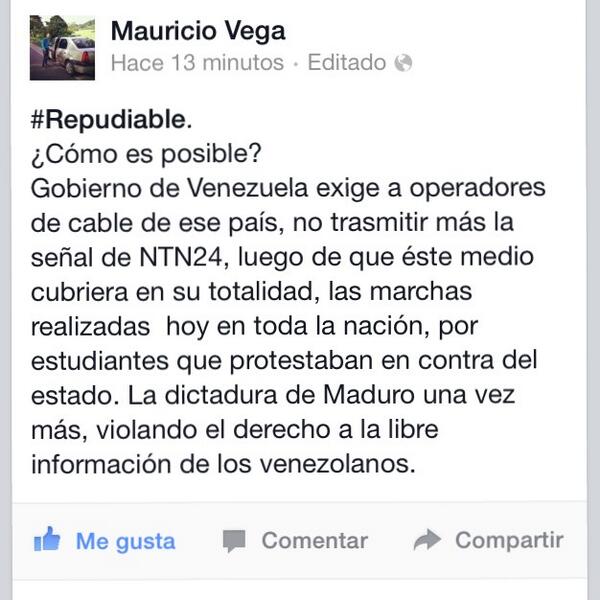 Mauricio Vega
Hace 13 minutos · Editado
#Repudiable.
¿Cómo es posible?
Gobierno de Venezuela exige a operadores
de cable de ese país, no trasmitir más la
señal de NTN24, luego de que éste medio
cubriera en su totalidad, las marchas
realizadas  hoy en toda la nación, por
estudiantes que protestaban en contra del
estado. La dictadura de Maduro una vez
más, violando el derecho a la libre
información de los venezolanos.
Me gusta Comentar Compartir